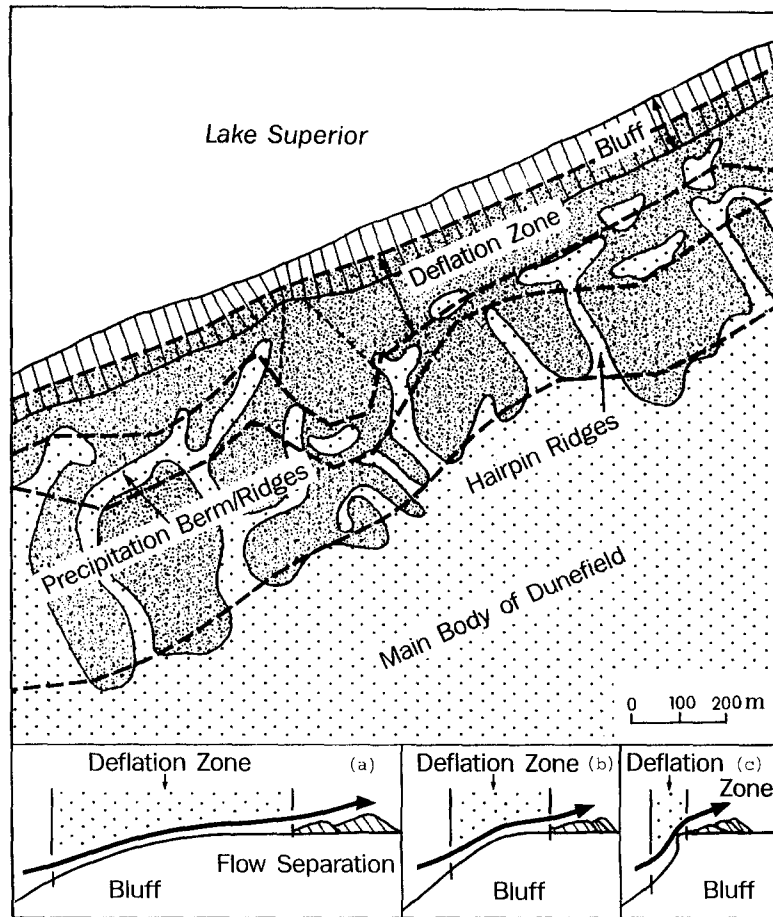 Lake Superior
Bluff
Deflation Zone
Hairpin Ridges
Precipitation Berm/Ridges
Main Body of Dunefield
0 100 200 m
Deflation Zone (a)
Flow Separation
Bluff
Deflation Zone (b)
Bluff
Deflation (c)
Zone
Bluff